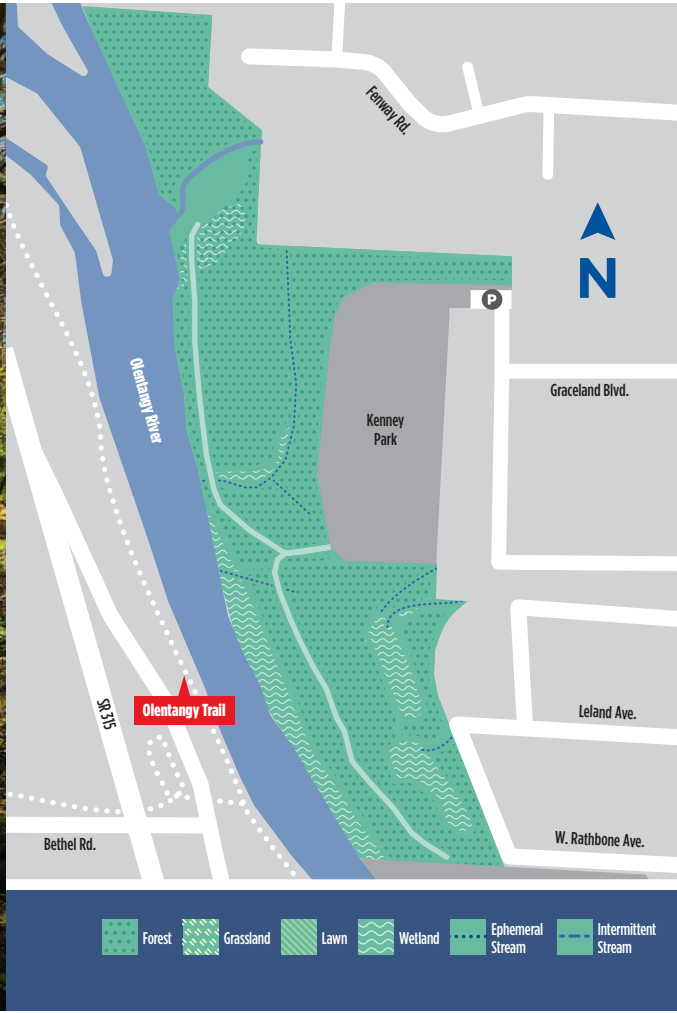 Fenway Rd.
N
P
Graceland Blvd.
Olentangy River
Kenney
Park
SR 315
Olentangy Trail
Leland Ave.
Bethel Rd.
W. Rathbone Ave.
Forest
Grassland
Lawn
Wetland
Ephemeral
Stream
Intermittent
Stream